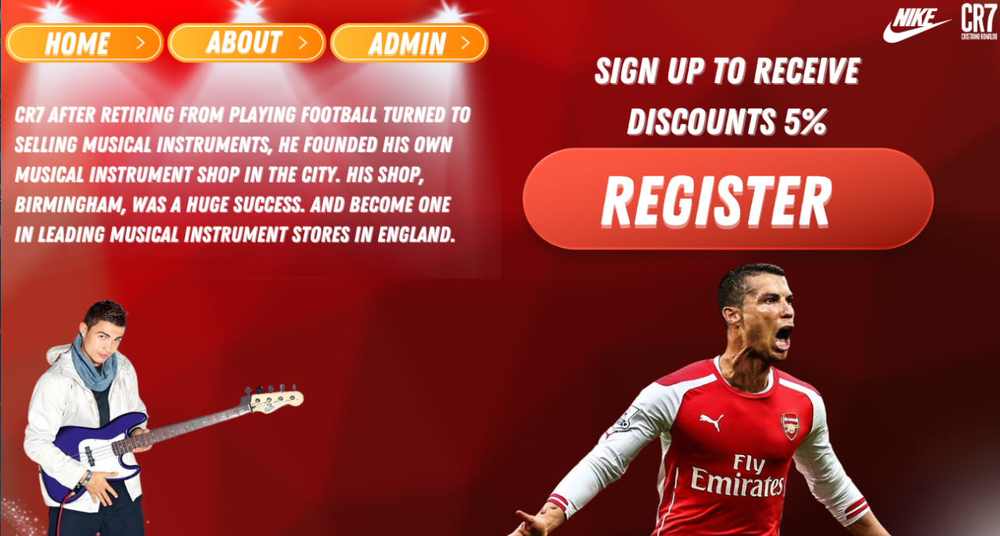 HOME >
ABOUT >
ADMIN >
NIKE
CR7
CRISTIANO RONALDO
SIGN UP TO RECEIVE
DISCOUNTS 5%
REGISTER
CR7 AFTER RETIRING FROM PLAYING FOOTBALL TURNED TO
SELLING MUSICAL INSTRUMENTS, HE FOUNDED HIS OWN
MUSICAL INSTRUMENT SHOP IN THE CITY. HIS SHOP,
BIRMINGHAM, WAS A HUGE SUCCESS. AND BECOME ONE
IN LEADING MUSICAL INSTRUMENT STORES IN ENGLAND.
Arsenal
Fly
Emirates